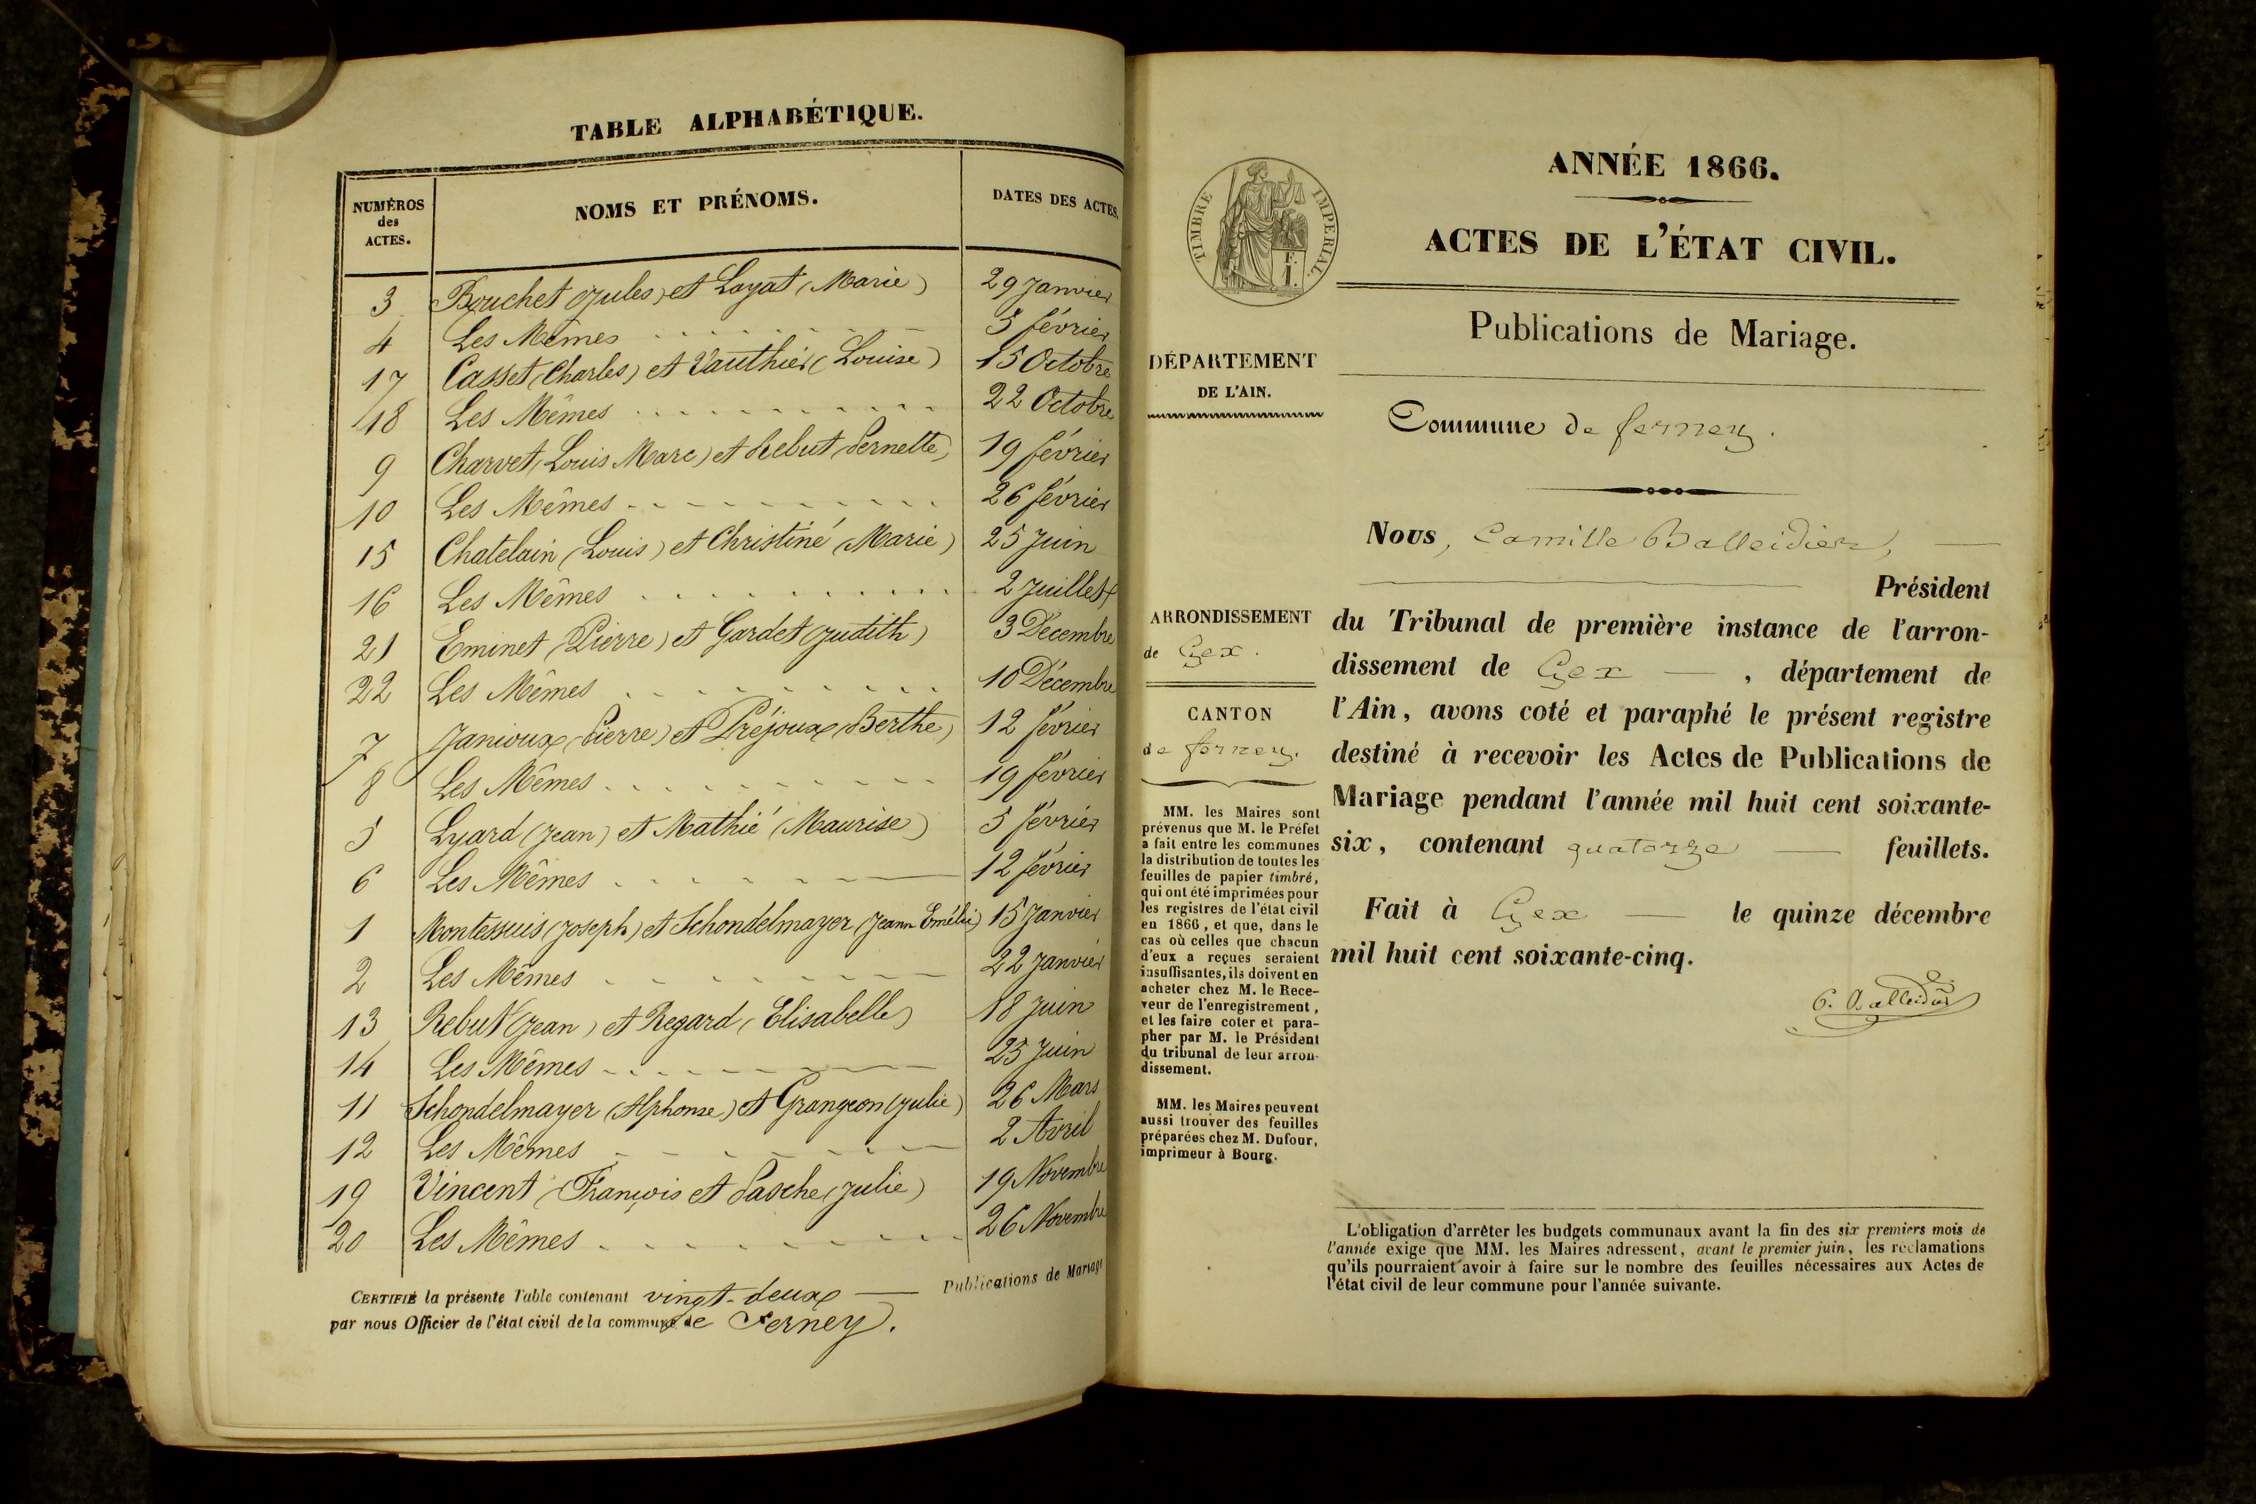 TABLE ALPHABÉTIQUE.
NUMÉROS des ACTES. NOMS ET PRÉNOMS. DATES DES ACTES.
3 Bouchet (Jules) et Layat (Marie) 29 Janvier
4 Les Mêmes 5 février
17 Casset (Charles) et Vauthier (Louise) 15 Octobre
18 Les Mêmes 22 Octobre
9 Charvet (Louis Marc) et Rebut (Pernette) 19 février
10 Les Mêmes 26 février
15 Chatelain (Louis) et Christiné (Marie) 25 Juin
16 Les Mêmes 2 Juillet
21 Eminet (Pierre) et Gardet (Judith) 3 Décembre
22 Les Mêmes 10 Décembre
7 Janioux (Pierre) et Préjoux (Berthe) 12 février
8 Les Mêmes 19 février
5 Lyard (Jean) et Mathié (Maurise) 5 février
6 Les Mêmes 12 février
1 Montessuis (Joseph) et Schondelmayer (Jeann Emélie) 15 Janvier
2 Les Mêmes 22 Janvier
13 Rebut (Jean) et Regard (Elisabelle) 18 Juin
14 Les Mêmes 25 Juin
11 Schondelmayer (Alphonse) et Grangeon (Julie) 26 Mars
12 Les Mêmes 2 Avril
19 Vincent (François et Pasche (Julie) 19 Novembre
20 Les Mêmes 26 Novembre
CERTIFIÉ la présente Table contenant vingt-deux Publications de Mariage
par nous Officier de l'état civil de la commune de Ferney.
ANNÉE 1866.
ACTES DE L'ÉTAT CIVIL.
TIMBRE IMPERIAL.
Publications de Mariage.
DÉPARTEMENT
DE L'AIN.
Commune de ferney.
Nous, Camille Balleidier,
Président
du Tribunal de première instance de l'arron-
dissement de Gex, département de
l'Ain, avons coté et paraphé le présent registre
destiné à recevoir les Actes de Publications de
Mariage pendant l'année mil huit cent soixante-
six, contenant quatorze feuillets.
Fait à Gex le quinze décembre
mil huit cent soixante-cinq.
C. Balleidier
ARRONDISSEMENT
de Gex.
CANTON
de ferney.
MM. les Maires sont
prévenus que M. le Préfet
a fait entre les communes
la distribution de toutes les
feuilles de papier timbré,
qui ont été imprimées pour
les registres de l'état civil
en 1866, et que, dans le
cas où celles que chacun
d'eux a reçues seraient
insuffisantes, ils doivent en
acheter chez M. le Rece-
veur de l'enregistrement,
et les faire coter et para-
pher par M. le Président
du tribunal de leur arron-
dissement.
MM. les Maires peuvent
aussi trouver des feuilles
préparées chez M. Dufour,
imprimeur à Bourg.
L'obligation d'arrêter les budgets communaux avant la fin des six premiers mois de
l'année exige que MM. les Maires adressent, avant le premier juin, les réclamations
qu'ils pourraient avoir à faire sur le nombre des feuilles nécessaires aux Actes de
l'état civil de leur commune pour l'année suivante.